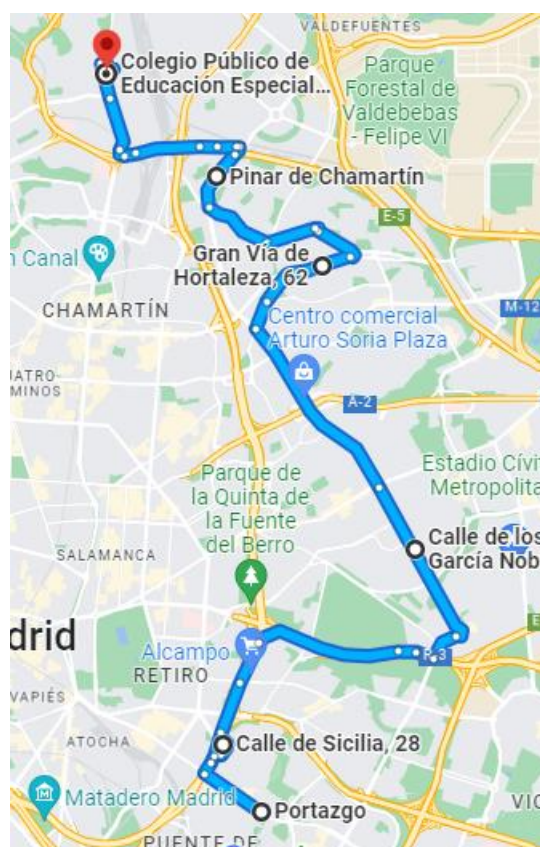 VALDEFUENTES
Colegio Público de
Educación Especial...
Parque
Forestal de
Valdebebas
- Felipe VI
Pinar de Chamartín
E-5
Canal
Gran Vía de
Hortaleza, 62
CHAMARTÍN
M-12
Centro comercial
Arturo Soria Plaza
UATRO
MINOS
A-2
Parque de
la Quinta de
la Fuente
del Berro
Estadio Cívi
Metropolita
Calle de los
García Nob
SALAMANCA
drid
Alcampo
R-3
RETIRO
VAPIÉS
ATOCHA
Calle de Sicilia, 28
Matadero Madrid
Portazgo
VIC
PUENTE DE